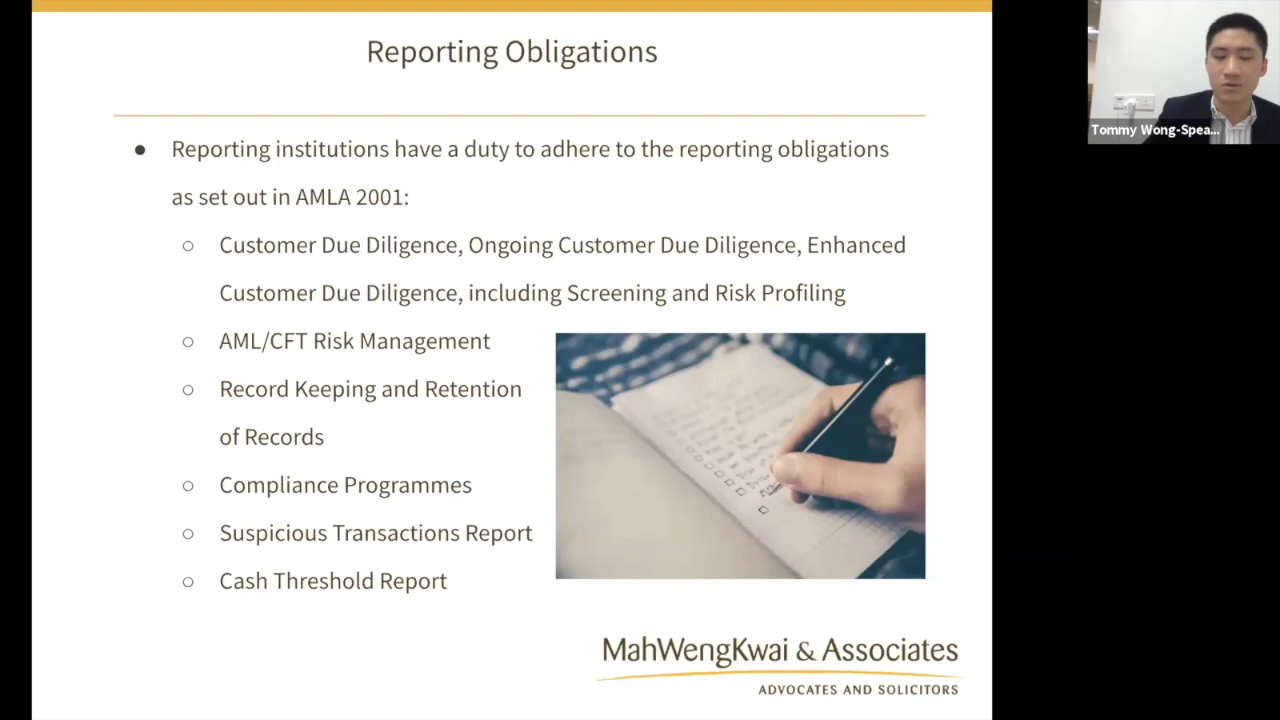 Reporting Obligations
● Reporting institutions have a duty to adhere to the reporting obligations
as set out in AMLA 2001:
○ Customer Due Diligence, Ongoing Customer Due Diligence, Enhanced
Customer Due Diligence, including Screening and Risk Profiling
○ AML/CFT Risk Management
○ Record Keeping and Retention
of Records
○ Compliance Programmes
○ Suspicious Transactions Report
○ Cash Threshold Report
MahWengKwai & Associates
ADVOCATES AND SOLICITORS
Tommy Wong-Spea...